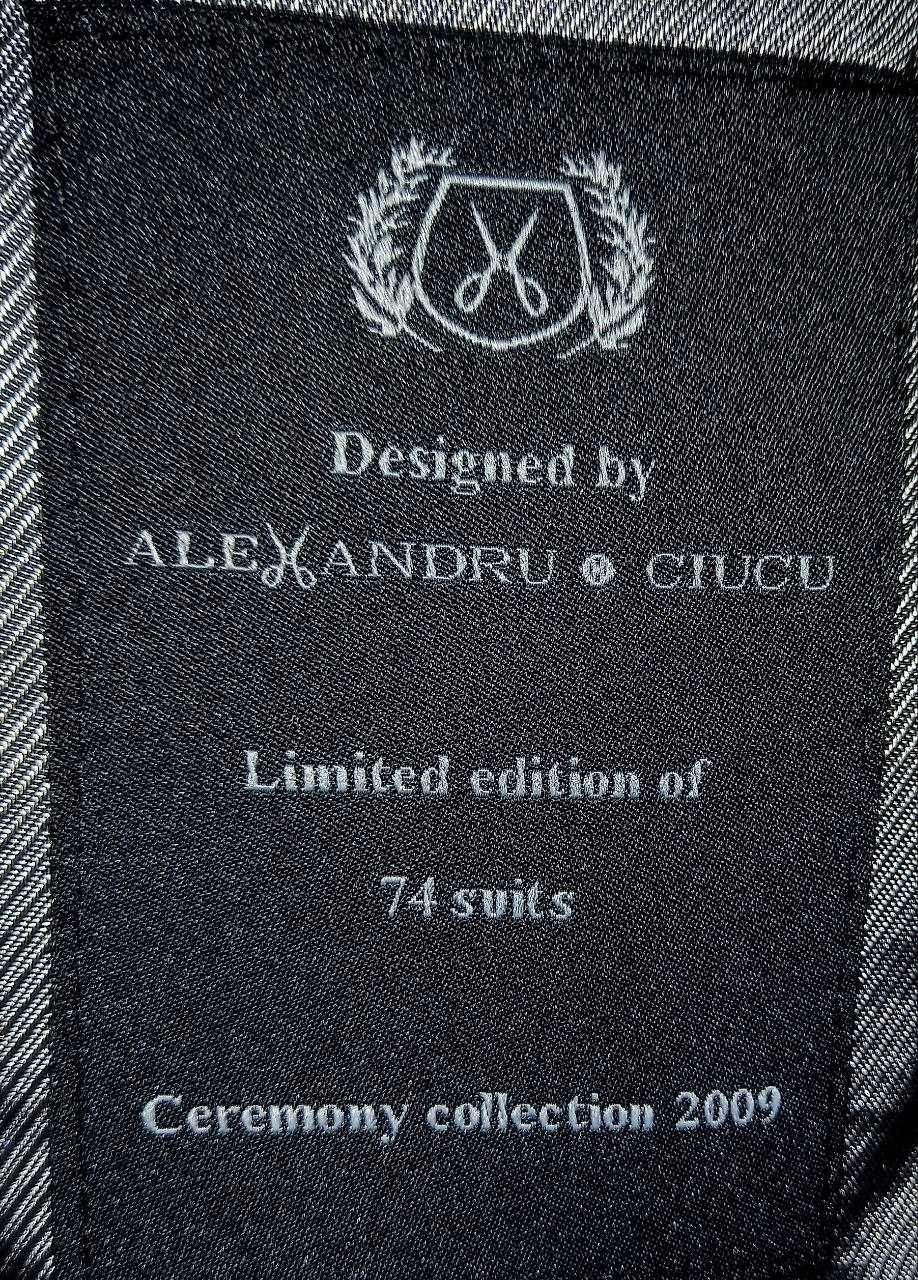 Designed by
ALEXANDRU CIUCU
Limited edition of
74 suits
Ceremony collection 2009